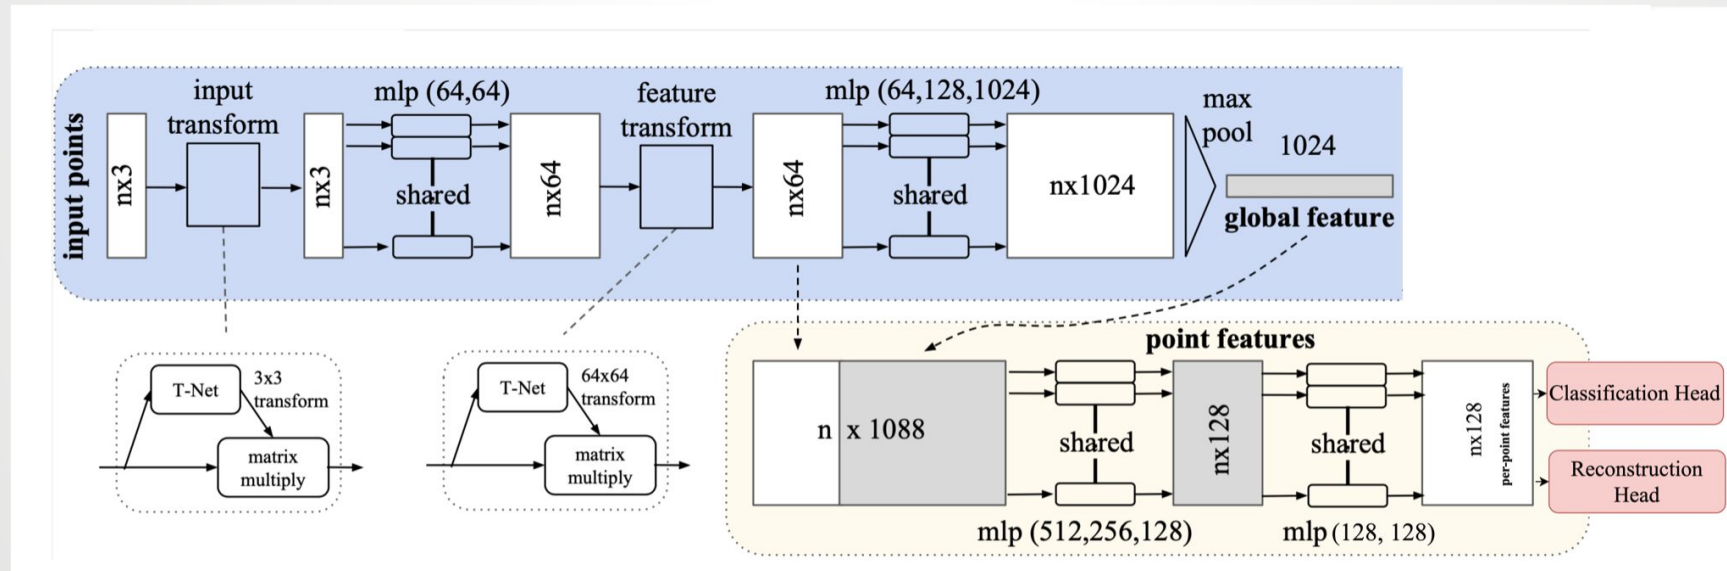 input points
nx3
input
transform
nx3
mlp (64,64)
shared
nx64
feature
transform
nx64
mlp (64,128,1024)
shared
nx1024
max
pool
1024
global feature
T-Net
3x3
transform
matrix
multiply
T-Net
64x64
transform
matrix
multiply
point features
n x 1088
shared
mlp (512,256,128)
nx128
shared
mlp (128, 128)
nx128
per-point features
Classification Head
Reconstruction
Head